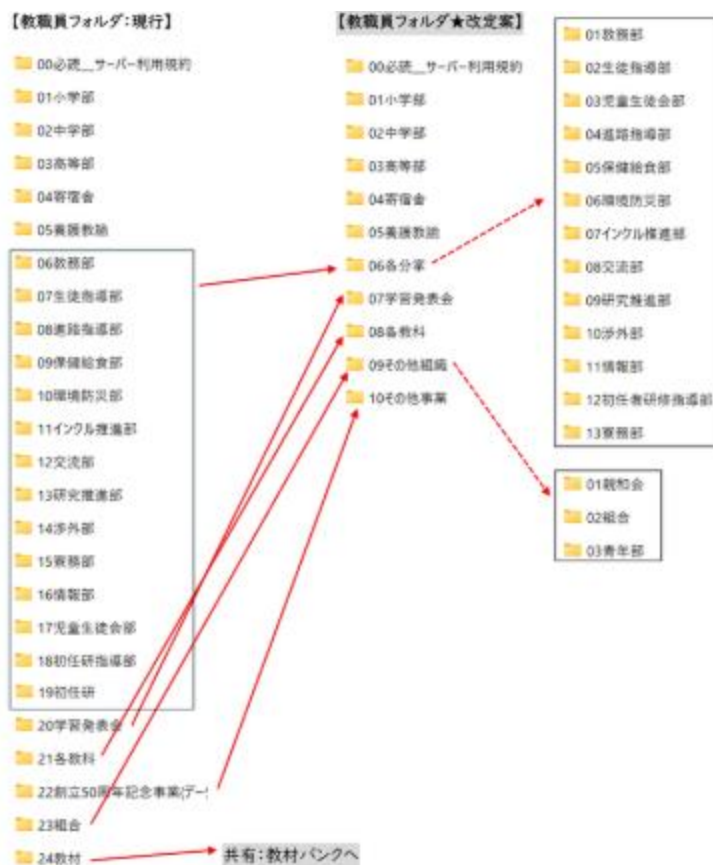 【教職員フォルダ:現行】
00必読__サーバー利用規約
01小学部
02中学部
03高等部
04寄宿舎
05養護教諭
06教務部
07生徒指導部
08進路指導部
09保健給食部
10環境防災部
11インクル推進部
12交流部
13研究推進部
14渉外部
15寮務部
16情報部
17児童生徒会部
18初任研指導部
19初任研
20学習発表会
21各教科
22創立50周年記念事業(デー
23組合
24教材
【教職員フォルダ★改定案】
00必読__サーバー利用規約
01小学部
02中学部
03高等部
04寄宿舎
05養護教諭
06各分掌
07学習発表会
08各教科
09その他組織
10その他事業
共有:教材バンクへ
01教務部
02生徒指導部
03児童生徒会部
04進路指導部
05保健給食部
06環境防災部
07インクル推進部
08交流部
09研究推進部
10渉外部
11情報部
12初任者研修指導部
13寮務部
01親和会
02組合
03青年部